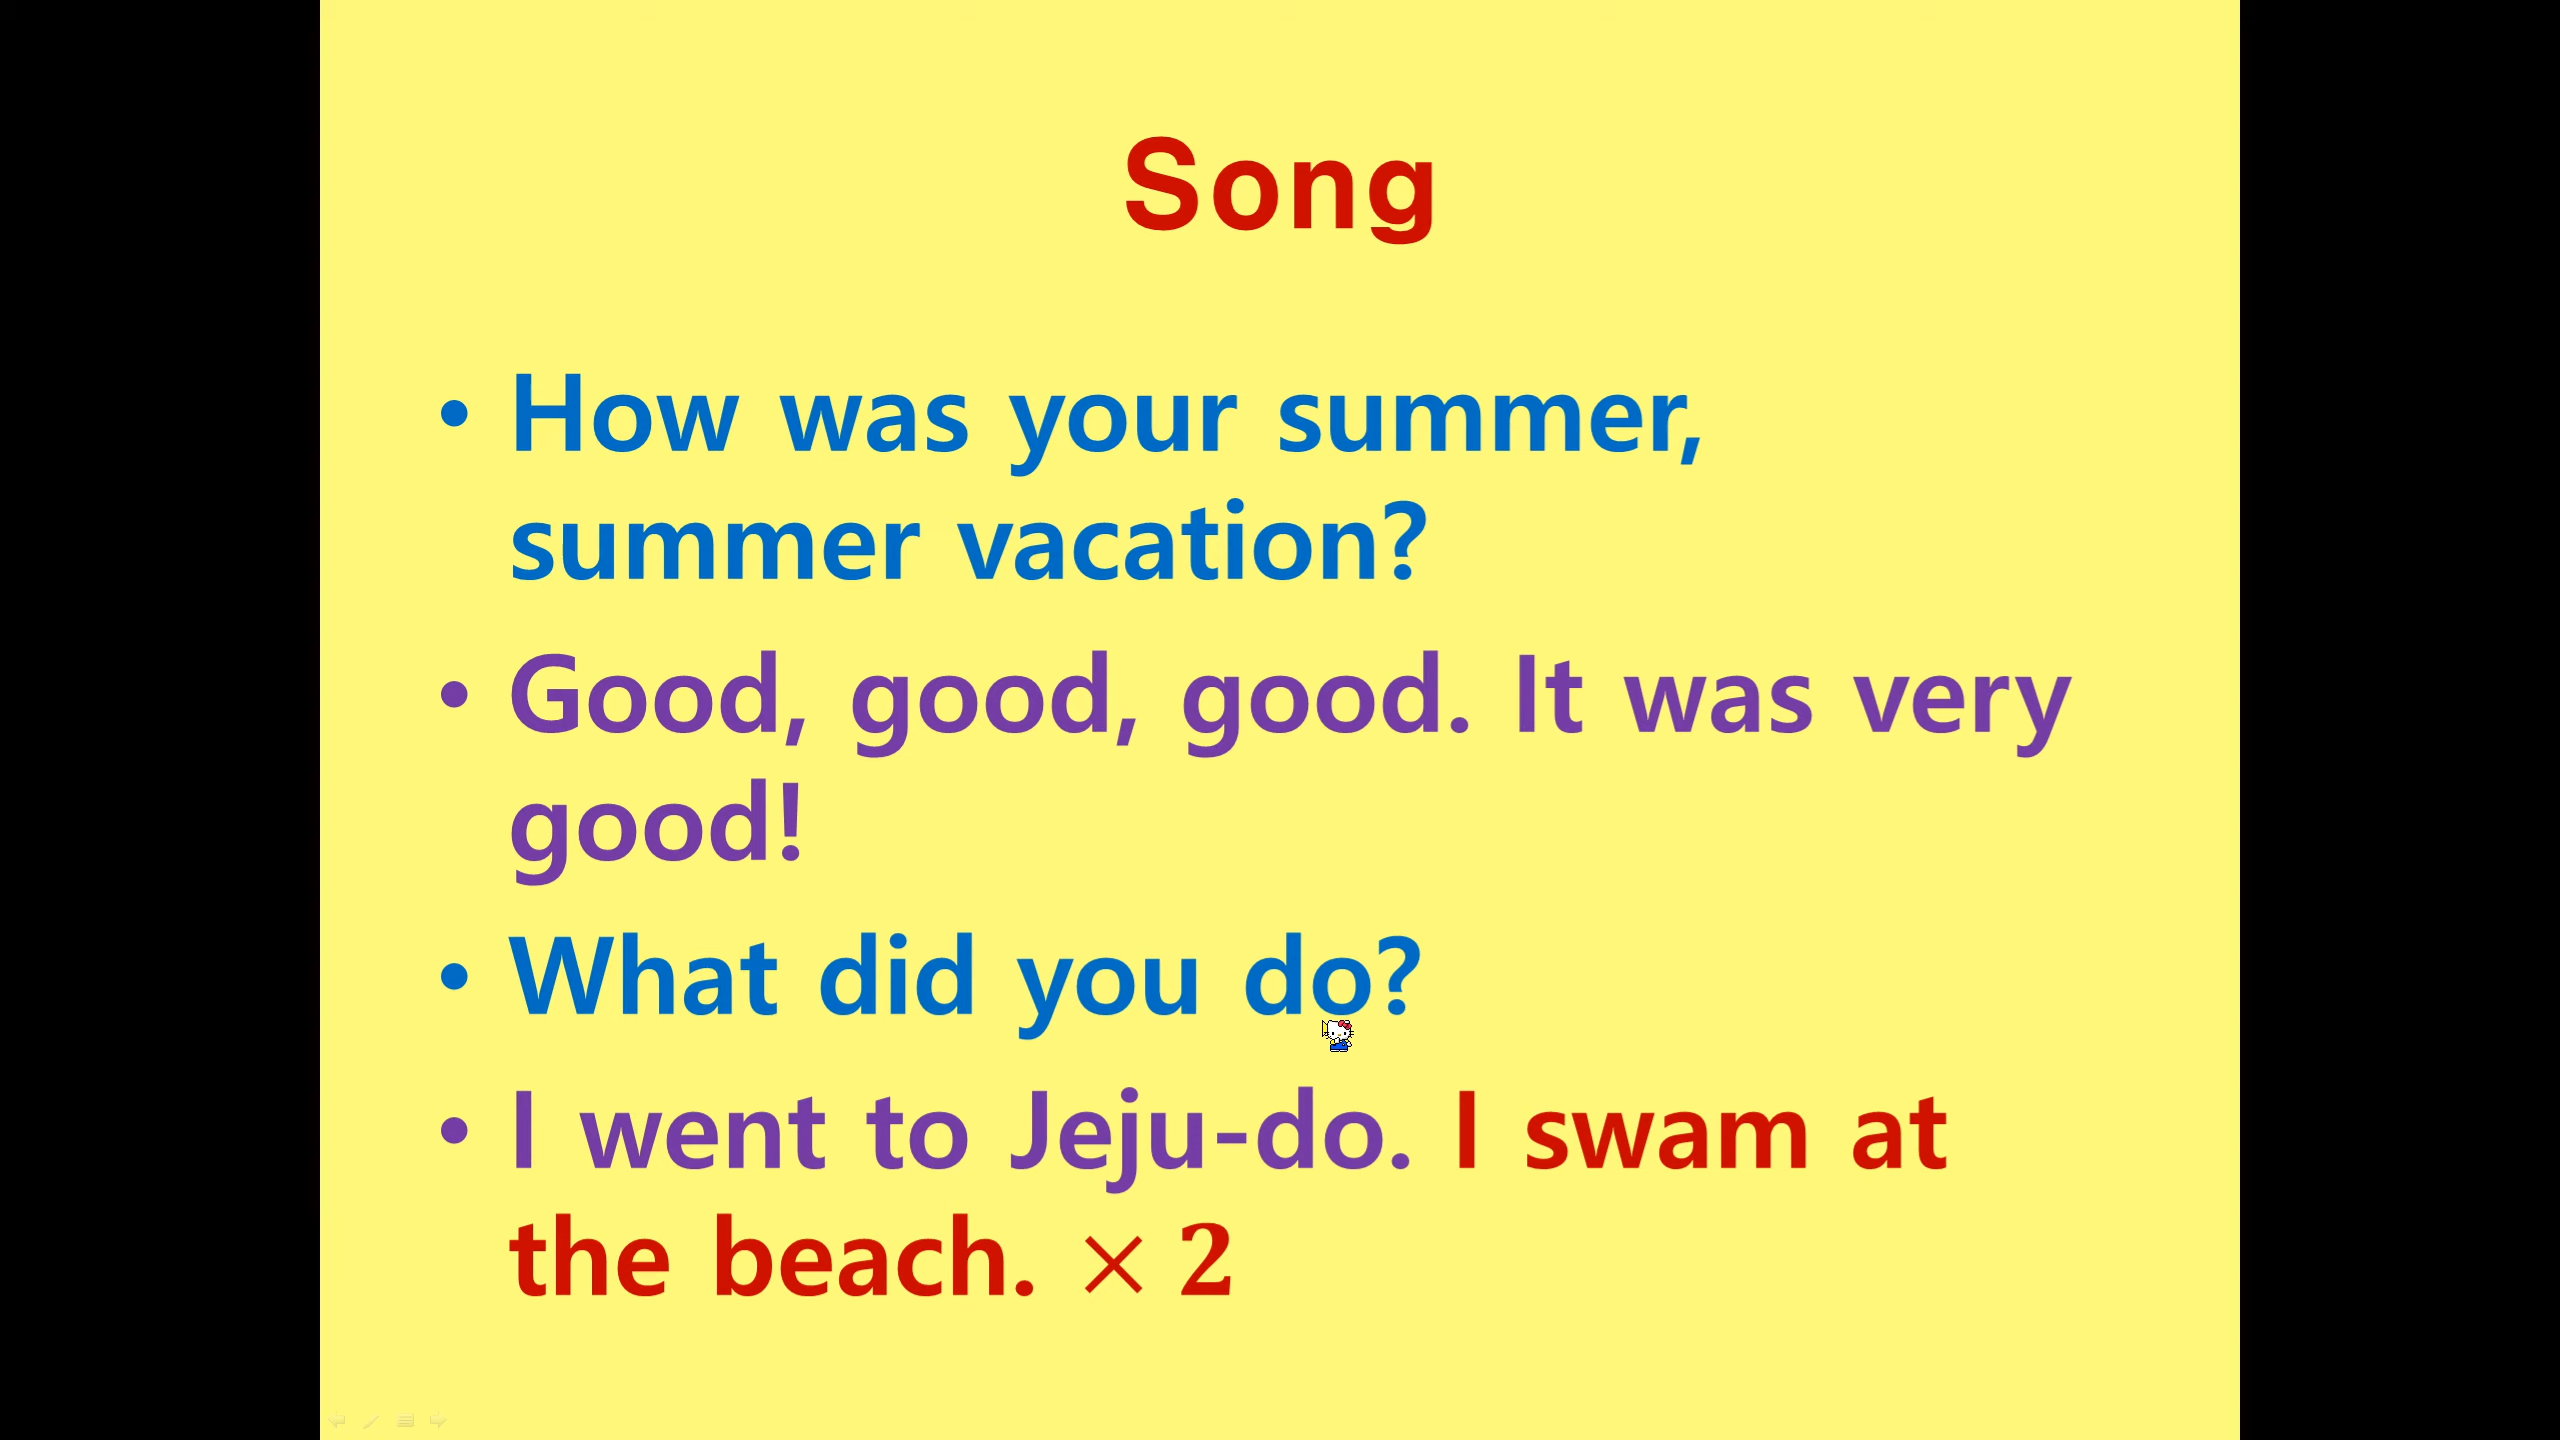 Song
• How was your summer,
summer vacation?
• Good, good, good. It was very
good!
• What did you do?
• I went to Jeju-do. I swam at
the beach. × 2